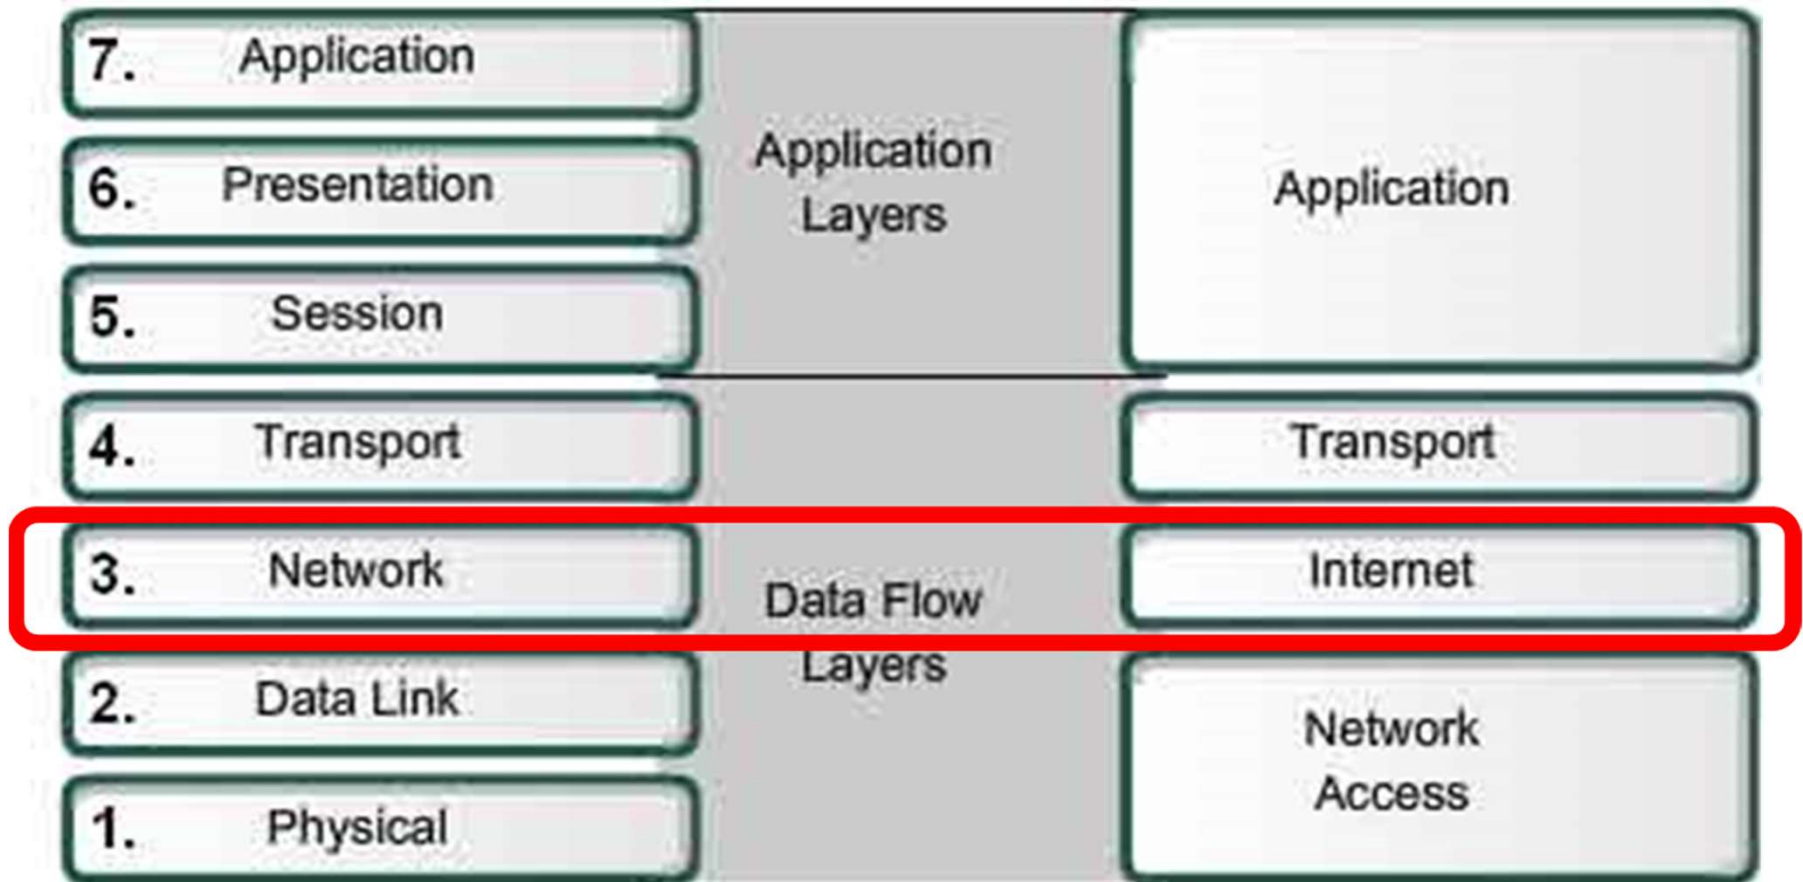 7. Application
6. Presentation
5. Session
4. Transport
3. Network
2. Data Link
1. Physical
Application
Layers
Data Flow
Layers
Application
Transport
Internet
Network
Access